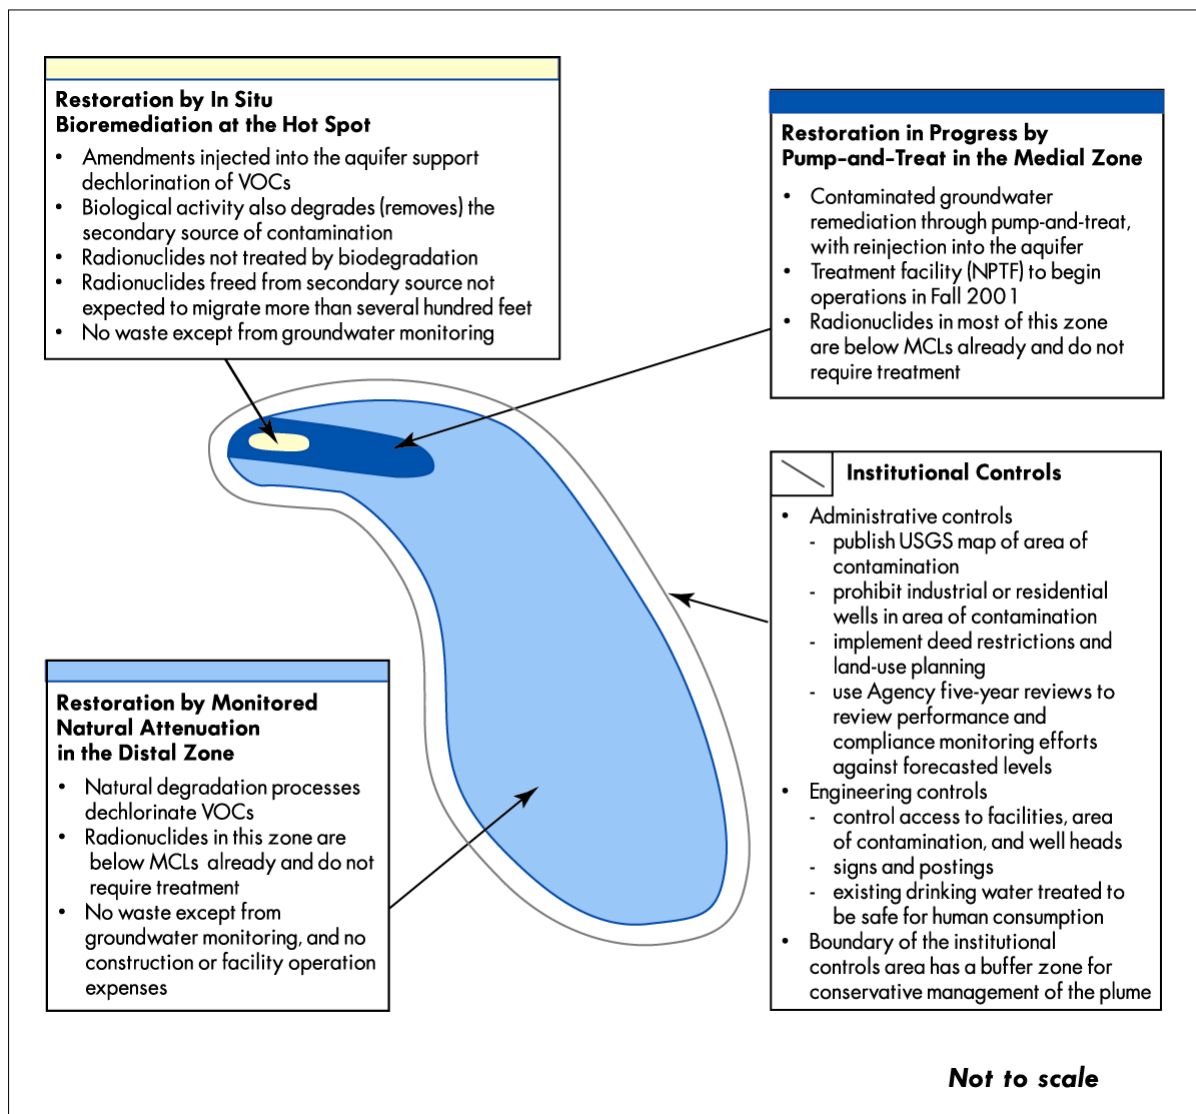 Restoration by In Situ
Bioremediation at the Hot Spot
• Amendments injected into the aquifer support
dechlorination of VOCs
• Biological activity also degrades (removes) the
secondary source of contamination
• Radionuclides not treated by biodegradation
• Radionuclides freed from secondary source not
expected to migrate more than several hundred feet
• No waste except from groundwater monitoring
Restoration in Progress by
Pump-and-Treat in the Medial Zone
• Contaminated groundwater
remediation through pump-and-treat,
with reinjection into the aquifer
• Treatment facility (NPTF) to begin
operations in Fall 2001
• Radionuclides in most of this zone
are below MCLs already and do not
require treatment
Institutional Controls
• Administrative controls
- publish USGS map of area of
contamination
- prohibit industrial or residential
wells in area of contamination
- implement deed restrictions and
land-use planning
- use Agency five-year reviews to
review performance and
compliance monitoring efforts
against forecasted levels
• Engineering controls
- control access to facilities, area
of contamination, and well heads
- signs and postings
- existing drinking water treated to
be safe for human consumption
• Boundary of the institutional
controls area has a buffer zone for
conservative management of the plume
Restoration by Monitored
Natural Attenuation
in the Distal Zone
• Natural degradation processes
dechlorinate VOCs
• Radionuclides in this zone are
below MCLs already and do not
require treatment
• No waste except from
groundwater monitoring, and no
construction or facility operation
expenses
Not to scale